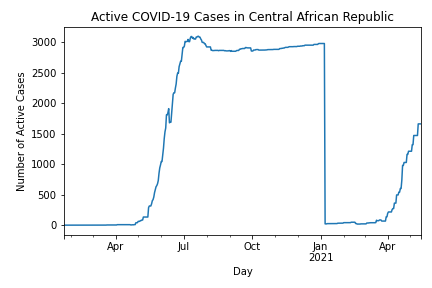 Active COVID-19 Cases in Central African Republic
Number of Active Cases
3000
2500
2000
1500
1000
500
0
Apr
Jul
Oct
Jan
2021
Apr
Day